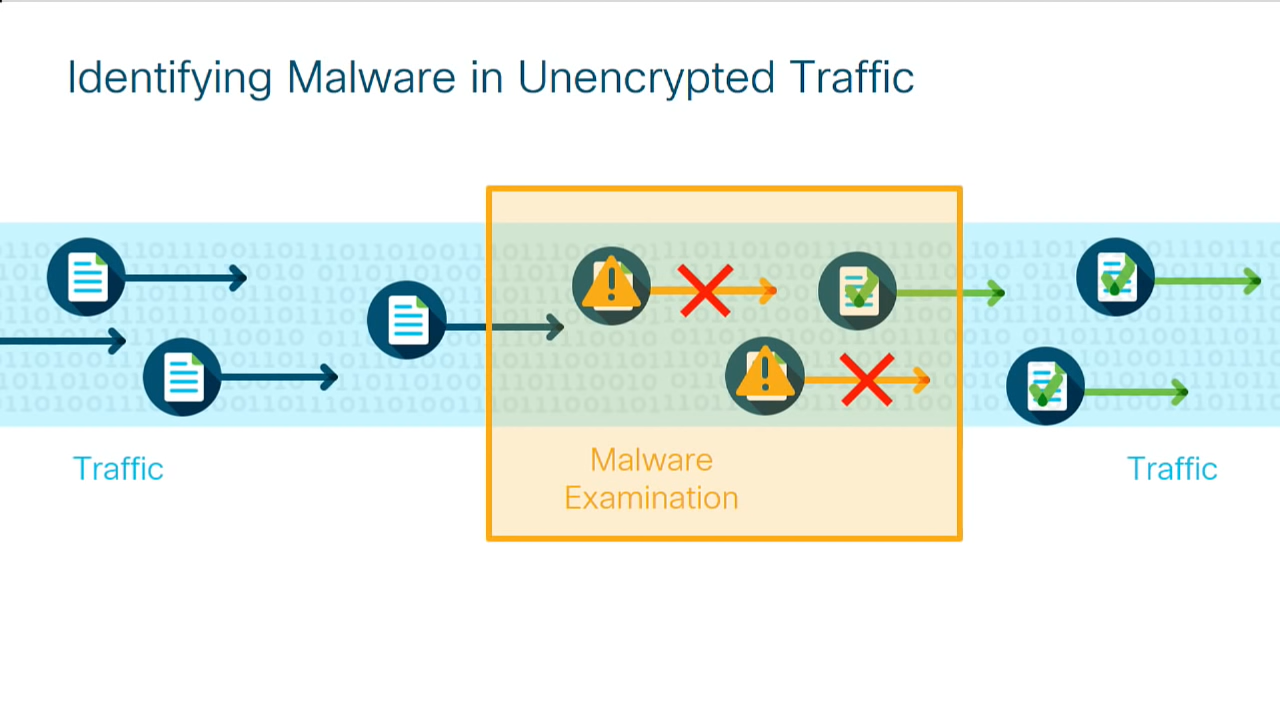 Identifying Malware in Unencrypted Traffic
Malware
Examination
Traffic
Traffic